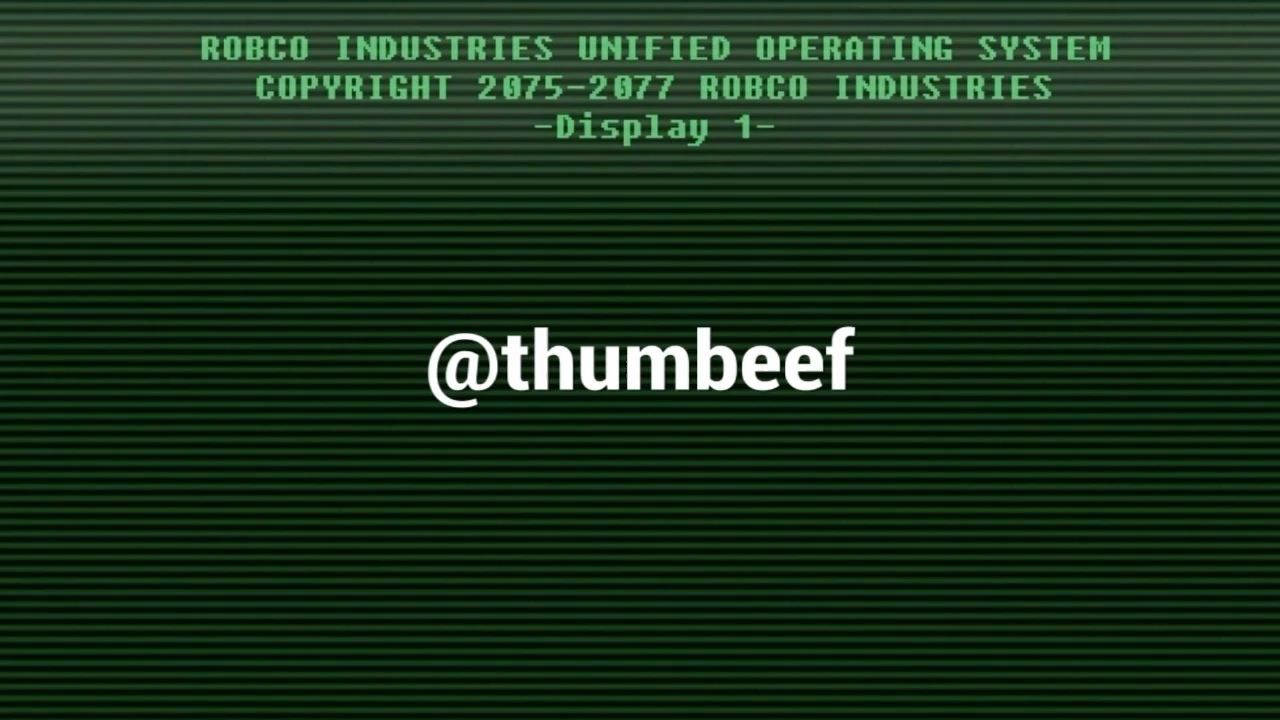 ROBCO INDUSTRIES UNIFIED OPERATING SYSTEM
COPYRIGHT 2075-2077 ROBCO INDUSTRIES
-Display 1-
@thumbeef